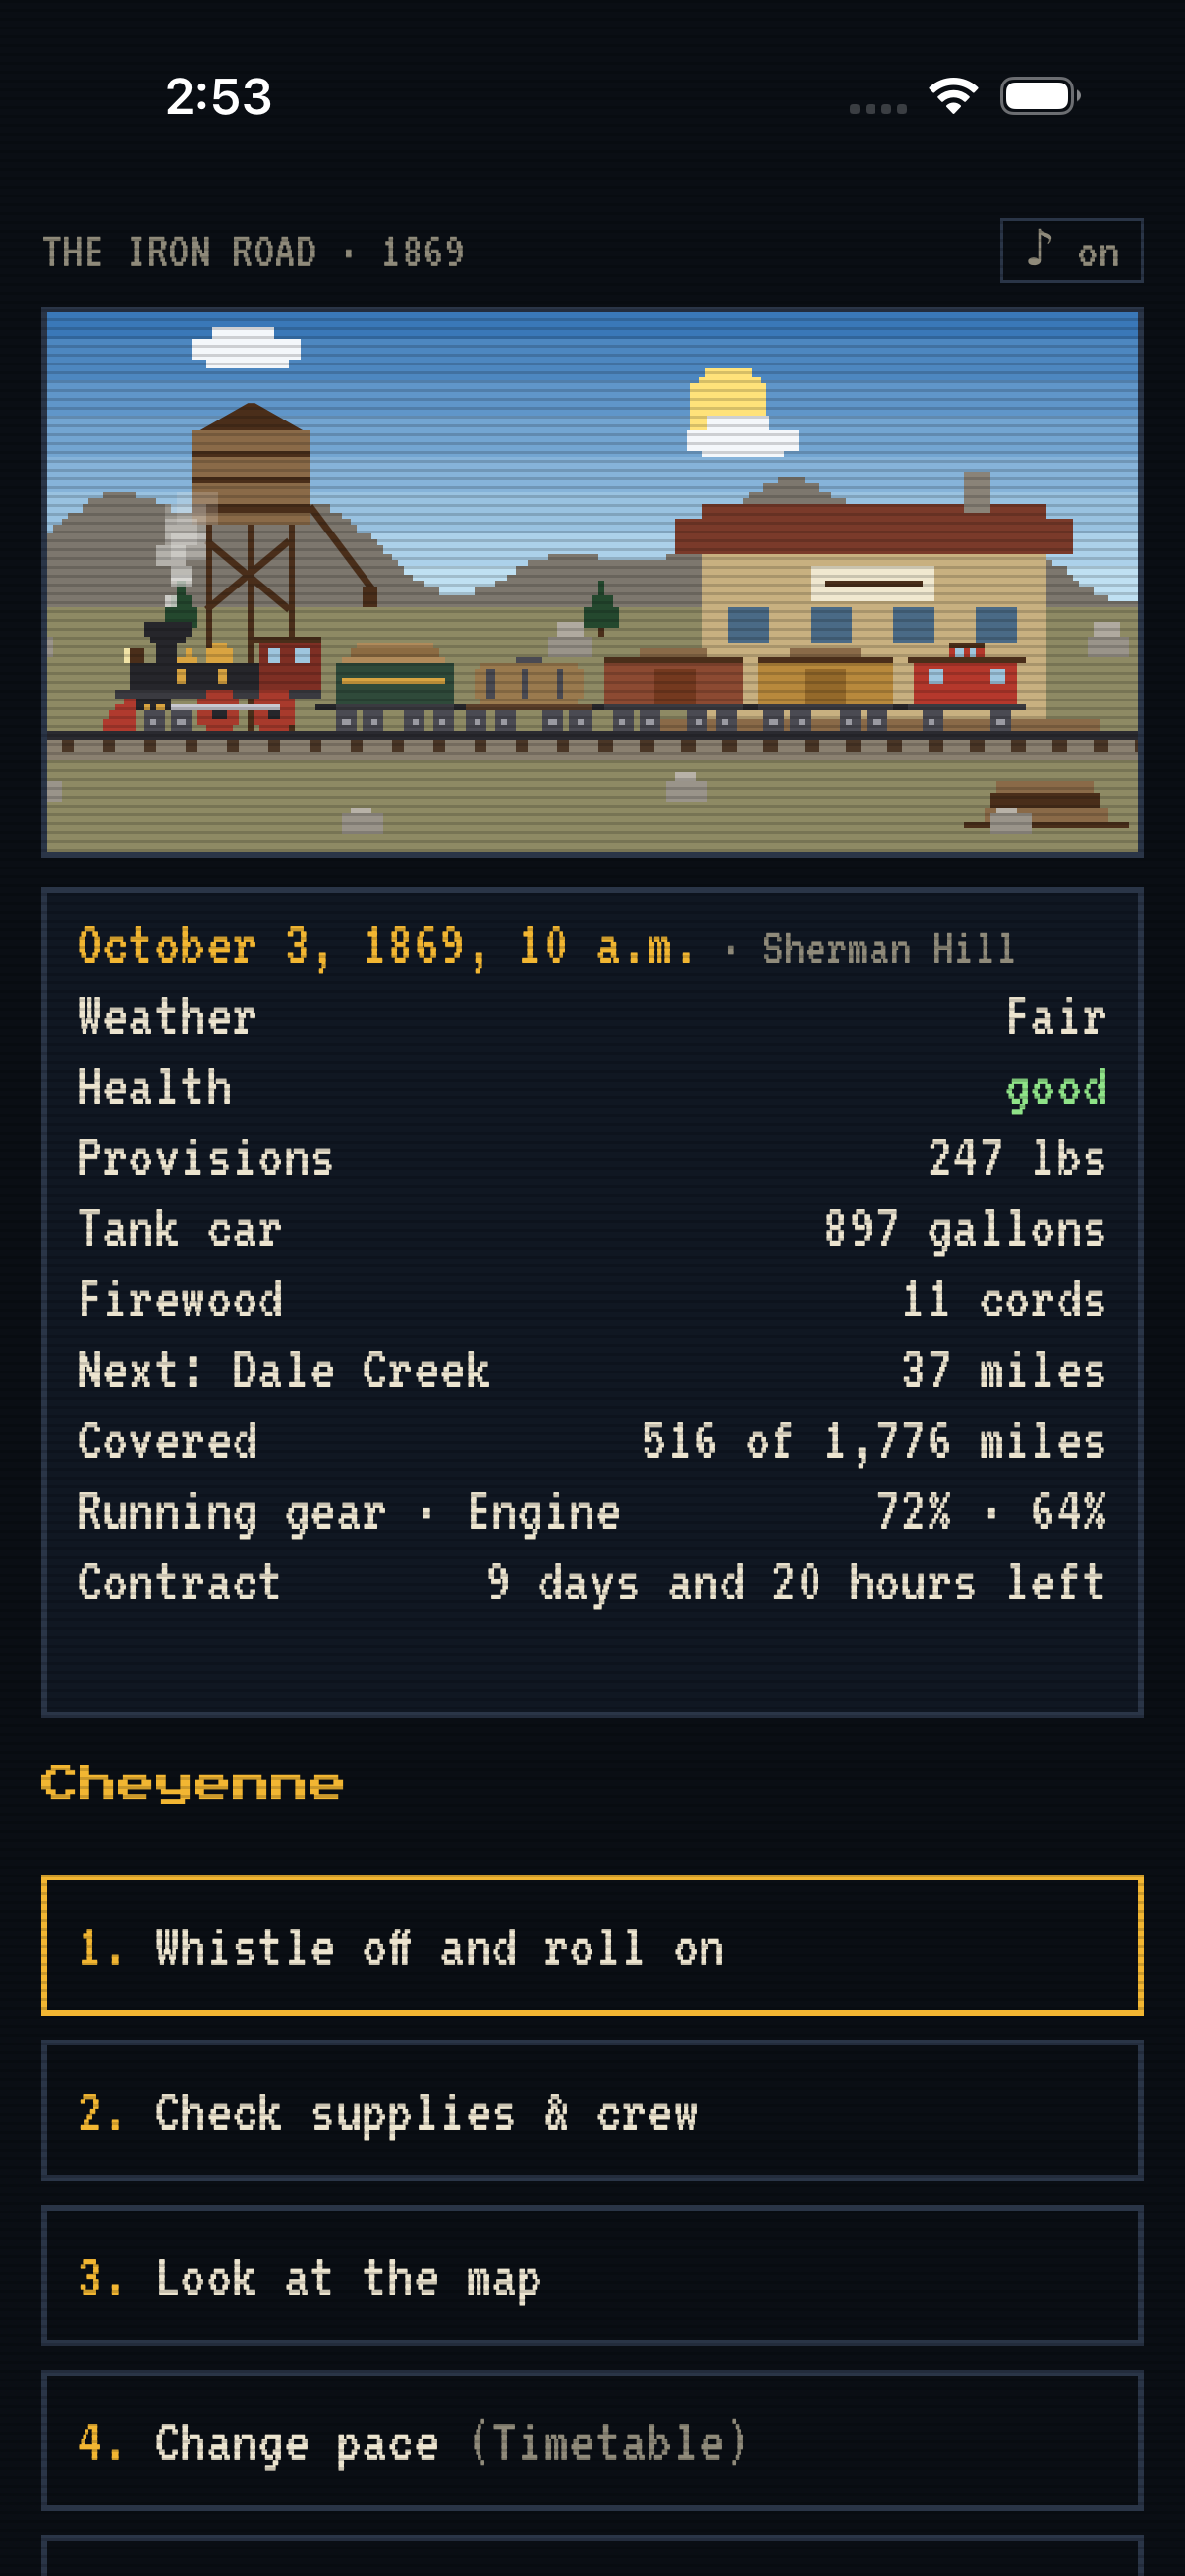 2:53
THE IRON ROAD · 1869
♪ on
October 3, 1869, 10 a.m. · Sherman Hill
Weather Fair
Health good
Provisions 247 lbs
Tank car 897 gallons
Firewood 11 cords
Next: Dale Creek 37 miles
Covered 516 of 1,776 miles
Running gear · Engine 72% · 64%
Contract 9 days and 20 hours left
Cheyenne
1. Whistle off and roll on
2. Check supplies & crew
3. Look at the map
4. Change pace (Timetable)